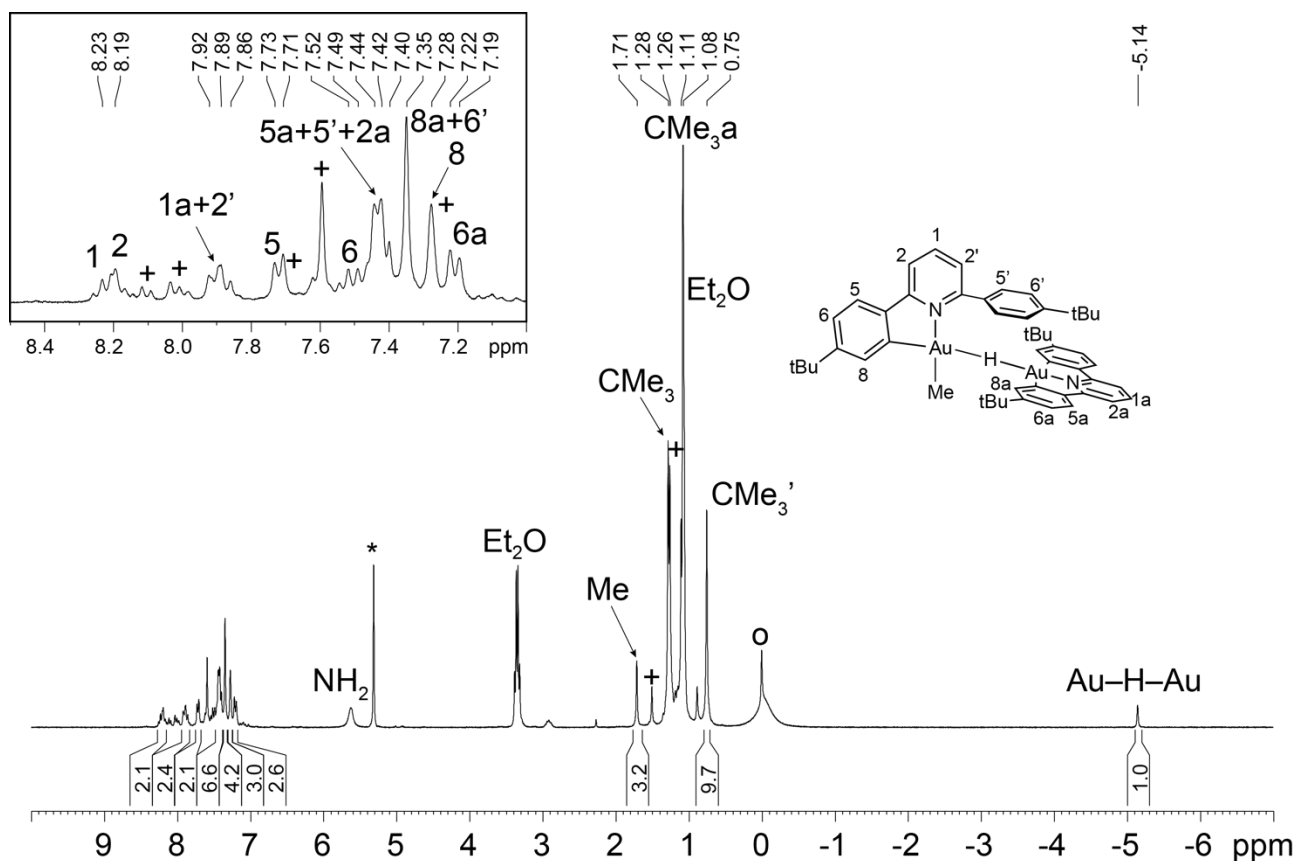 8.23
8.19
7.92
7.89
7.86
7.73
7.71
7.52
7.49
7.44
7.42
7.40
7.35
7.28
7.22
7.19
1.71
1.28
1.26
1.11
1.08
0.75
-5.14
5a+5'+2a
8a+6'
8
+
+
1a+2'
1
2
+
+
5
+
6
6a
8.4 8.2 8.0 7.8 7.6 7.4 7.2 ppm
CMe₃a
Et₂O
CMe₃
+
CMe₃'
Me
+
Et₂O
*
NH₂
o
Au–H–Au
1
2
2'
5
6
N
5'
6'
tBu
tBu
8
Au
Me
H
tBu
Au
N
8a
tBu
6a
5a
2a
1a
2.1
2.4
2.1
6.6
4.2
3.0
2.6
3.2
9.7
1.0
9 8 7 6 5 4 3 2 1 0 -1 -2 -3 -4 -5 -6 ppm